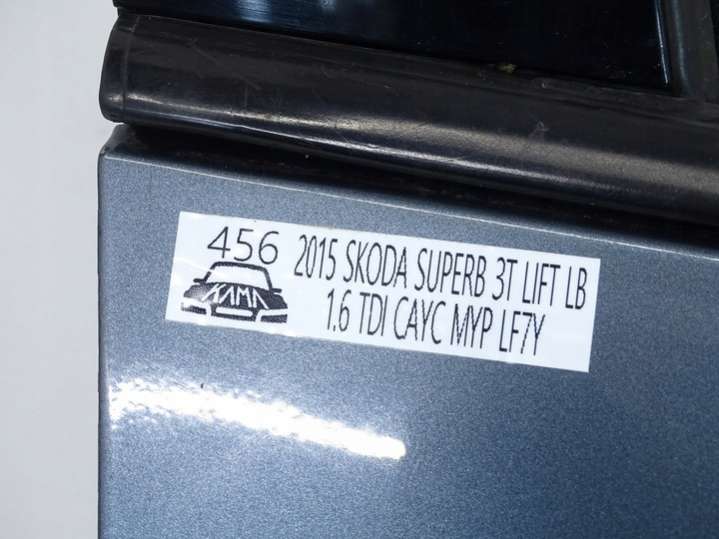 456 2015 SKODA SUPERB 3T LIFT LB
KAMA 1.6 TDI CAYC MYP LF7Y